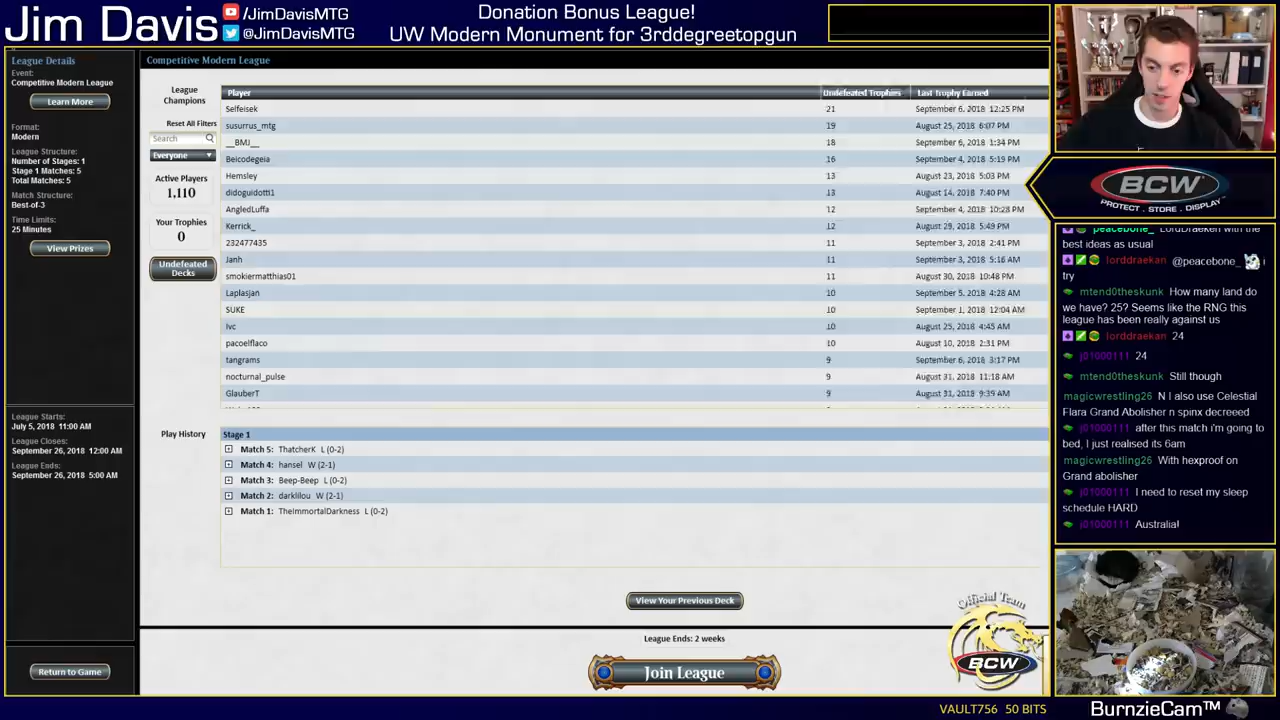 Jim Davis
/JimDavisMTG
@JimDavisMTG
Donation Bonus League!
UW Modern Monument for 3rddegreetopgun
League Details
Event:
Competitive Modern League
Learn More
Format:
Modern
League Structure:
Number of Stages: 1
Stage 1 Matches: 5
Total Matches: 5
Match Structure:
Best-of-3
Time Limits:
25 Minutes
View Prizes
League Starts:
July 5, 2018 11:00 AM
League Closes:
September 26, 2018 12:00 AM
League Ends:
September 26, 2018 5:00 AM
Return to Game
Competitive Modern League
League Champions
Reset All Filters
Search
Everyone
Active Players
1,110
Your Trophies
0
Undefeated Decks
Player Undefeated Trophies Last Trophy Earned
Selfeisek 21 September 6, 2018 12:25 PM
susurrus_mtg 19 August 25, 2018 6:07 PM
__BMJ__ 18 September 6, 2018 1:34 PM
Beicodegeia 16 September 4, 2018 5:19 PM
Hemsley 13 August 23, 2018 5:03 PM
didoguidotti1 13 August 14, 2018 7:40 PM
AngledLuffa 12 September 4, 2018 10:28 PM
Kerrick_ 12 August 29, 2018 5:49 PM
232477435 11 September 3, 2018 2:41 PM
Janh 11 September 3, 2018 5:16 AM
smokiermatthias01 11 August 30, 2018 10:48 PM
Laplasjan 10 September 5, 2018 4:28 AM
SUKE 10 September 1, 2018 12:04 AM
lvc 10 August 25, 2018 4:45 AM
pacoelflaco 10 August 10, 2018 2:31 PM
tangrams 9 September 6, 2018 3:17 PM
nocturnal_pulse 9 August 31, 2018 11:18 AM
GlauberT 9 August 31, 2018 9:39 AM
Play History
Stage 1
Match 5: ThatcherK L (0-2)
Match 4: hansel W (2-1)
Match 3: Beep-Beep L (0-2)
Match 2: darklilou W (2-1)
Match 1: TheImmortalDarkness L (0-2)
View Your Previous Deck
League Ends: 2 weeks
Join League
Official Team
BCW
BCW
PROTECT . STORE . DISPLAY
peacebone_ LordDraeken with the
best ideas as usual
lorddraekan @peacebone_ i
try
mtend0theskunk How many land do
we have? 25? Seems like the RNG this
league has been really against us
lorddraekan 24
j01000111 24
mtend0theskunk Still though
magicwrestling26 N I also use Celestial
Flara Grand Abolisher n spinx decreeed
j01000111 after this match i'm going to
bed, I just realised its 6am
magicwrestling26 With hexproof on
Grand abolisher
j01000111 I need to reset my sleep
schedule HARD
j01000111 Australia!
VAULT756 50 BITS
BurnzieCam™